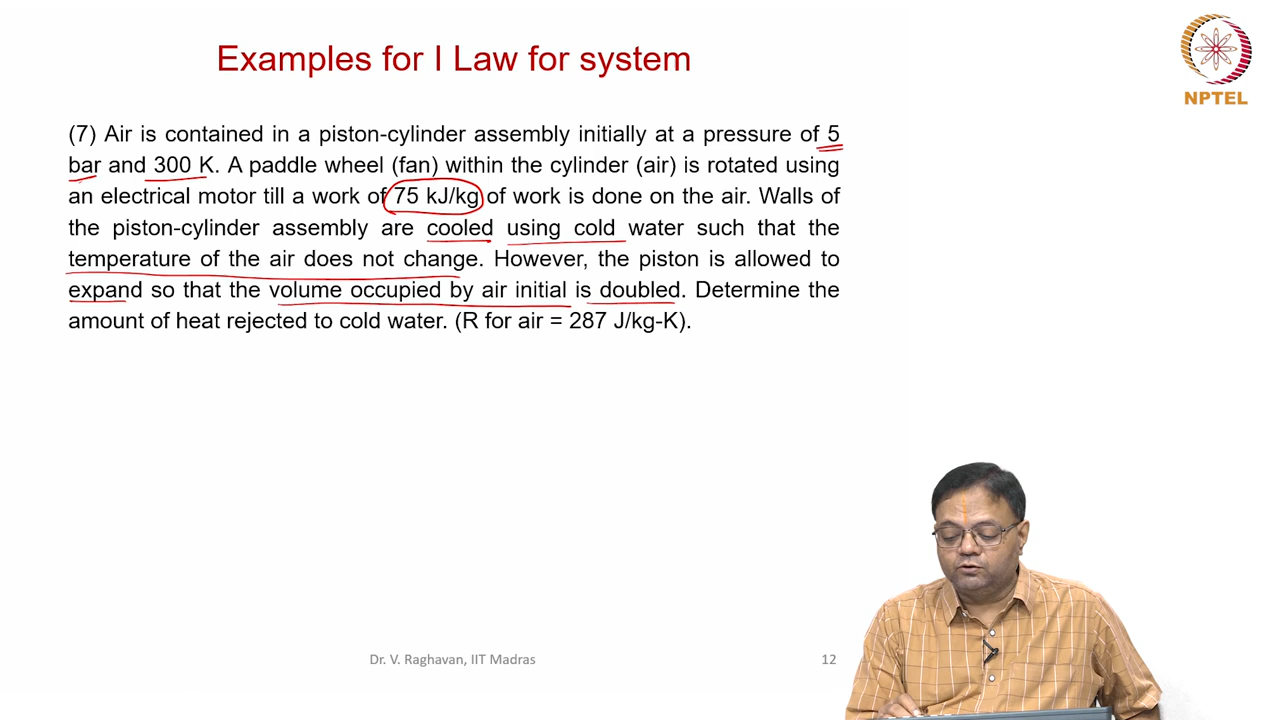 Examples for I Law for system
NPTEL
(7) Air is contained in a piston-cylinder assembly initially at a pressure of 5
bar and 300 K. A paddle wheel (fan) within the cylinder (air) is rotated using
an electrical motor till a work of 75 kJ/kg of work is done on the air. Walls of
the piston-cylinder assembly are cooled using cold water such that the
temperature of the air does not change. However, the piston is allowed to
expand so that the volume occupied by air initial is doubled. Determine the
amount of heat rejected to cold water. (R for air = 287 J/kg-K).
Dr. V. Raghavan, IIT Madras
12